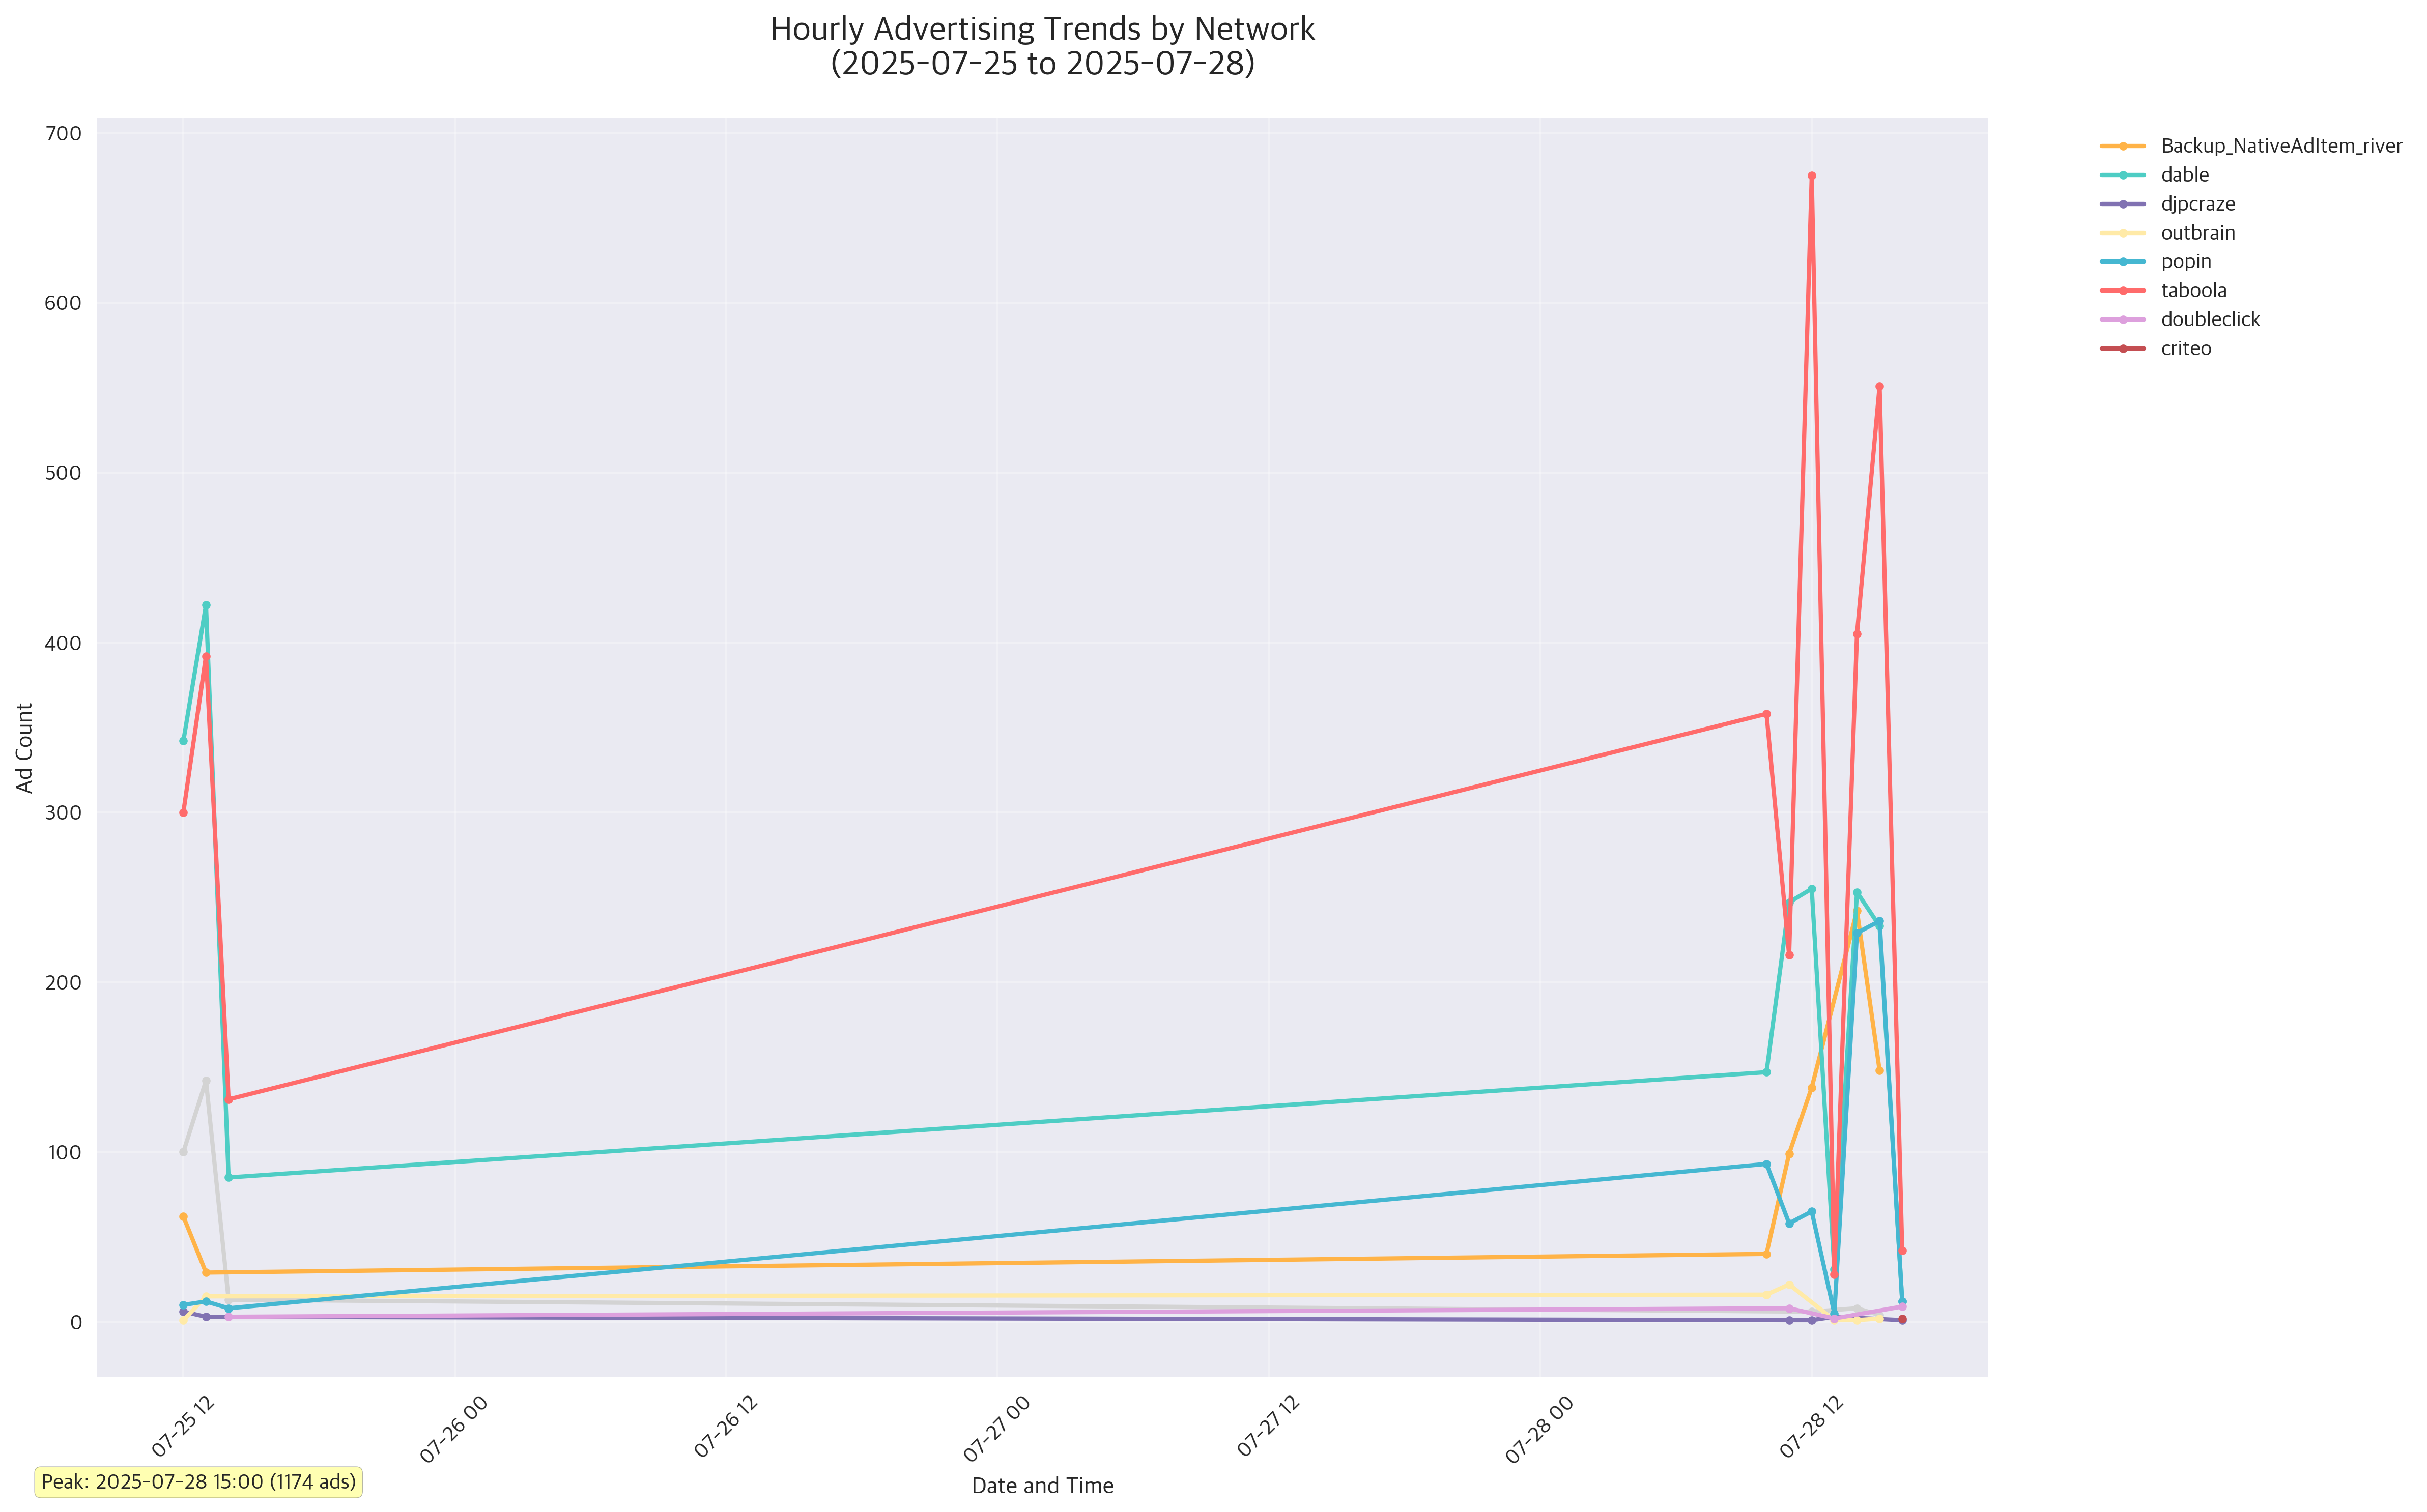 Hourly Advertising Trends by Network
(2025-07-25 to 2025-07-28)
700
600
500
400
300
200
100
0
Ad Count
07-25 12
07-26 00
07-26 12
07-27 00
07-27 12
07-28 00
07-28 12
Date and Time
Peak: 2025-07-28 15:00 (1174 ads)
Backup_NativeAdItem_river
dable
djpcraze
outbrain
popin
taboola
doubleclick
criteo